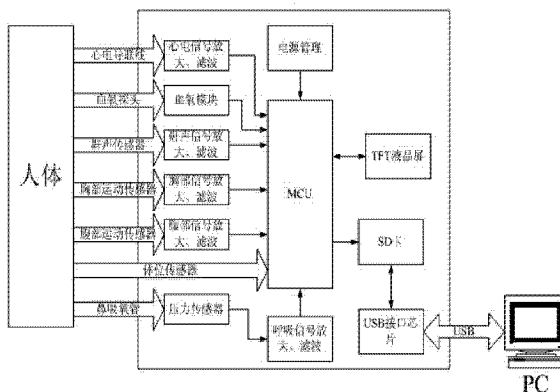 人体
心电导联线
心电信号放
大、滤波
电源管理
血氧探头
血氧模块
鼾声传感器
鼾声信号放
大、滤波
TFT液晶屏
胸部运动传感器
胸部信号放
大、滤波
MCU
腹部运动传感器
腹部信号放
大、滤波
SD卡
体位传感器
鼻吸氧管
压力传感器
呼吸信号放
大、滤波
USB接口芯
片
USB
PC